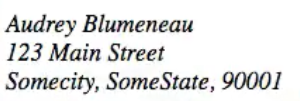 Audrey Blumeneau
123 Main Street
Somecity, SomeState, 90001